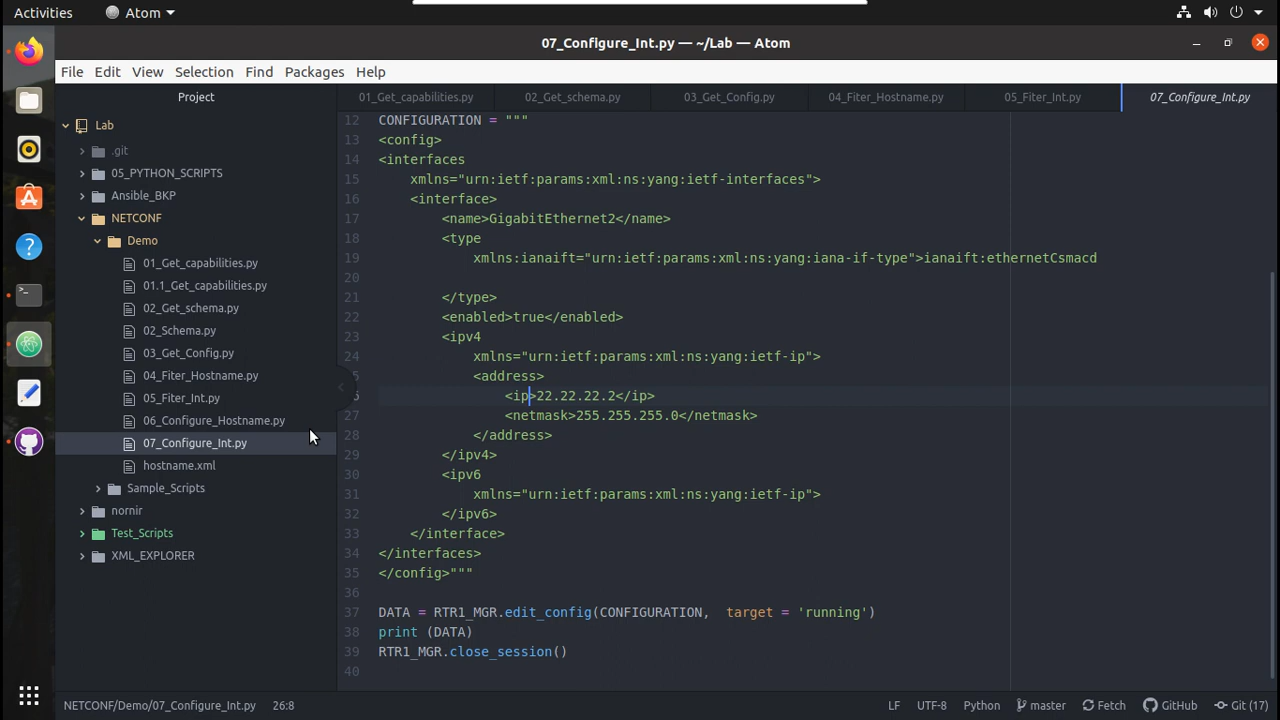 Activities
Atom
07_Configure_Int.py — ~/Lab — Atom
File Edit View Selection Find Packages Help
Project
01_Get_capabilities.py
02_Get_schema.py
03_Get_Config.py
04_Fiter_Hostname.py
05_Fiter_Int.py
07_Configure_Int.py
Lab
.git
05_PYTHON_SCRIPTS
Ansible_BKP
NETCONF
Demo
01_Get_capabilities.py
01.1_Get_capabilities.py
02_Get_schema.py
02_Schema.py
03_Get_Config.py
04_Fiter_Hostname.py
05_Fiter_Int.py
06_Configure_Hostname.py
07_Configure_Int.py
hostname.xml
Sample_Scripts
nornir
Test_Scripts
XML_EXPLORER
12 CONFIGURATION = """
13 <config>
14 <interfaces
15 xmlns="urn:ietf:params:xml:ns:yang:ietf-interfaces">
16 <interface>
17 <name>GigabitEthernet2</name>
18 <type
19 xmlns:ianaift="urn:ietf:params:xml:ns:yang:iana-if-type">ianaift:ethernetCsmacd
20
21 </type>
22 <enabled>true</enabled>
23 <ipv4
24 xmlns="urn:ietf:params:xml:ns:yang:ietf-ip">
5 <address>
6 <ip>22.22.22.2</ip>
27 <netmask>255.255.255.0</netmask>
28 </address>
29 </ipv4>
30 <ipv6
31 xmlns="urn:ietf:params:xml:ns:yang:ietf-ip">
32 </ipv6>
33 </interface>
34 </interfaces>
35 </config>"""
36
37 DATA = RTR1_MGR.edit_config(CONFIGURATION, target = 'running')
38 print (DATA)
39 RTR1_MGR.close_session()
40
NETCONF/Demo/07_Configure_Int.py 26:8 LF UTF-8 Python master Fetch GitHub Git (17)